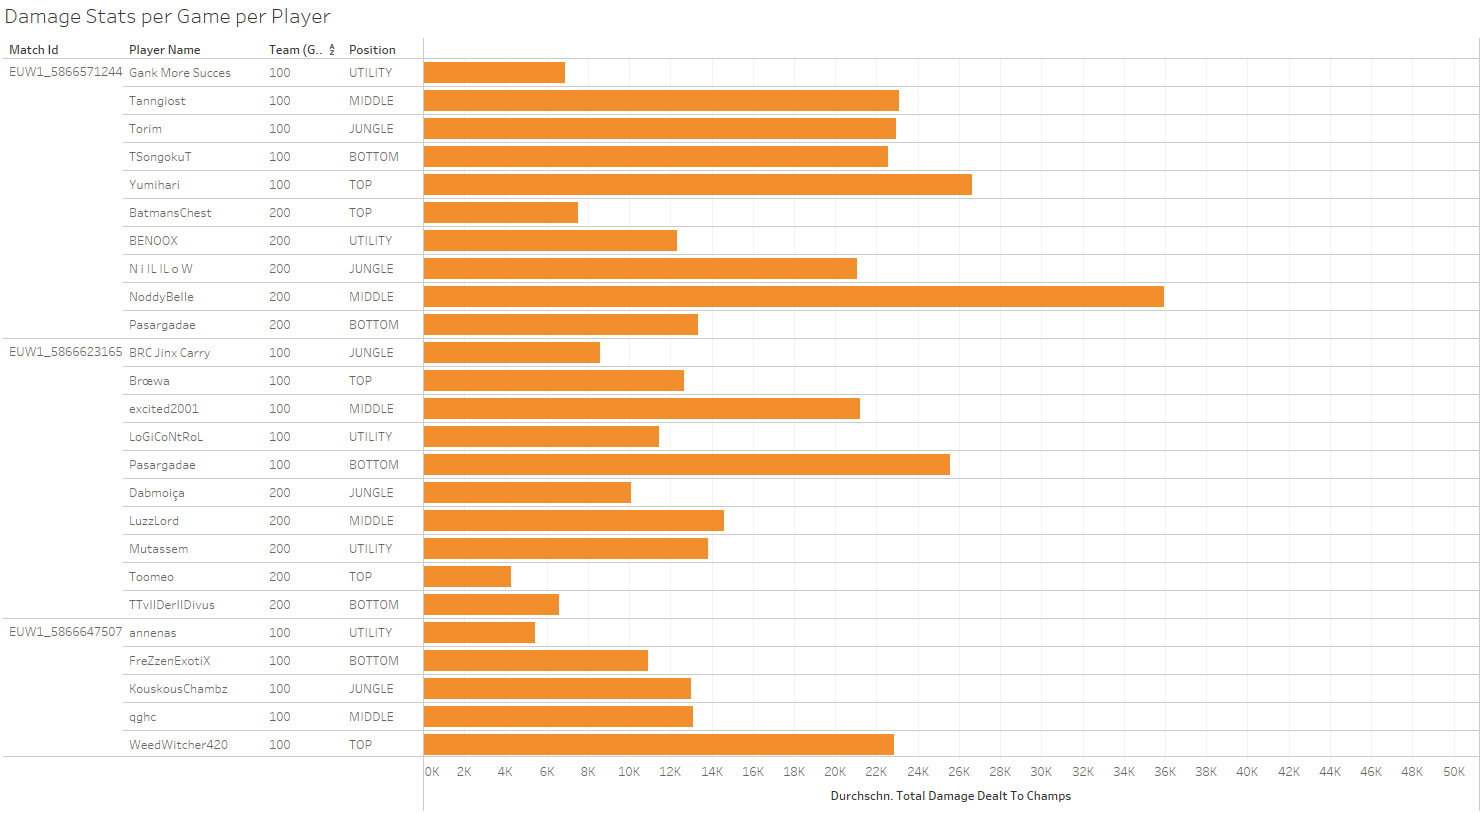 Damage Stats per Game per Player
Match Id Player Name Team (G.. Position
EUW1_5866571244 Gank More Succes 100 UTILITY
Tanngiost 100 MIDDLE
Torim 100 JUNGLE
TSongokuT 100 BOTTOM
Yumihari 100 TOP
BatmansChest 200 TOP
BENOOX 200 UTILITY
N i lL lL o W 200 JUNGLE
NoddyBelle 200 MIDDLE
Pasargadae 200 BOTTOM
EUW1_5866623165 BRC Jinx Carry 100 JUNGLE
Brœwa 100 TOP
excited2001 100 MIDDLE
LoGiCoNtRoL 100 UTILITY
Pasargadae 100 BOTTOM
Dabmoiça 200 JUNGLE
LuzzLord 200 MIDDLE
Mutassem 200 UTILITY
Toomeo 200 TOP
TTvIIDerIIDivus 200 BOTTOM
EUW1_5866647507 annenas 100 UTILITY
FreZzenExotiX 100 BOTTOM
KouskousChambz 100 JUNGLE
qghc 100 MIDDLE
WeedWitcher420 100 TOP
0K 2K 4K 6K 8K 10K 12K 14K 16K 18K 20K 22K 24K 26K 28K 30K 32K 34K 36K 38K 40K 42K 44K 46K 48K 50K
Durchschn. Total Damage Dealt To Champs